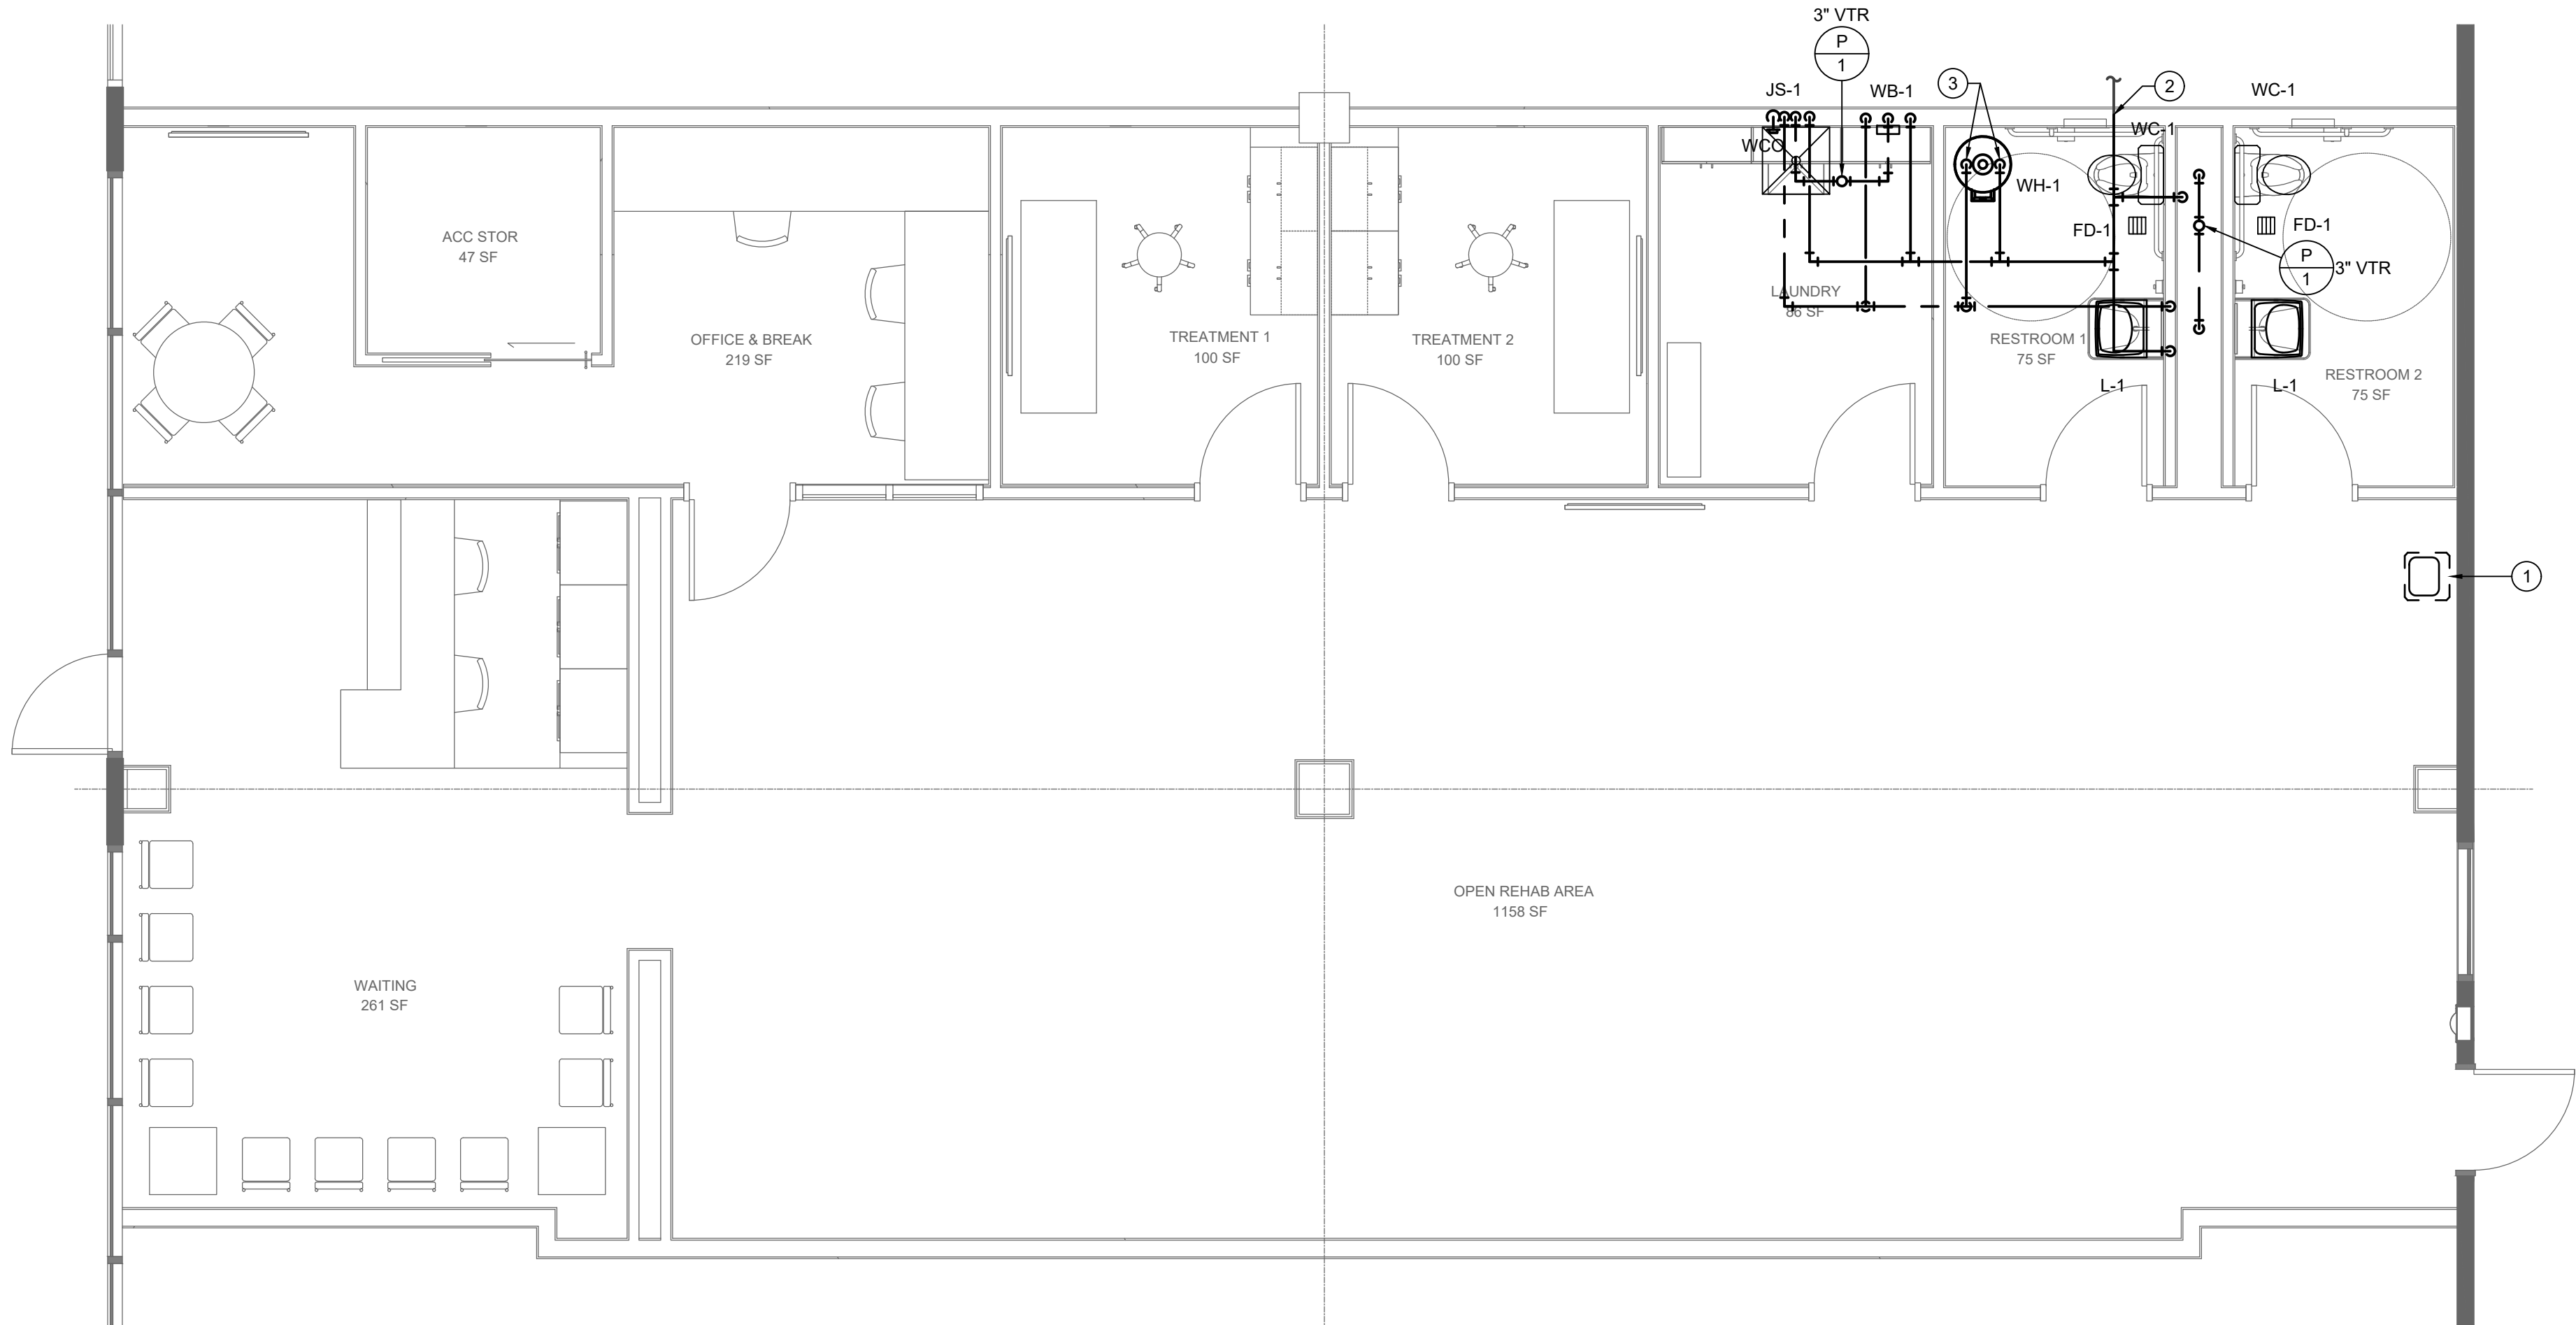 3" VTR
P
1
JS-1
WB-1
3
2
WC-1
WCO
WC-1
WH-1
ACC STOR
47 SF
FD-1
FD-1
P
1
3" VTR
LAUNDRY
86 SF
OFFICE & BREAK
219 SF
TREATMENT 1
100 SF
TREATMENT 2
100 SF
RESTROOM 1
75 SF
L-1
L-1
RESTROOM 2
75 SF
1
OPEN REHAB AREA
1158 SF
WAITING
261 SF